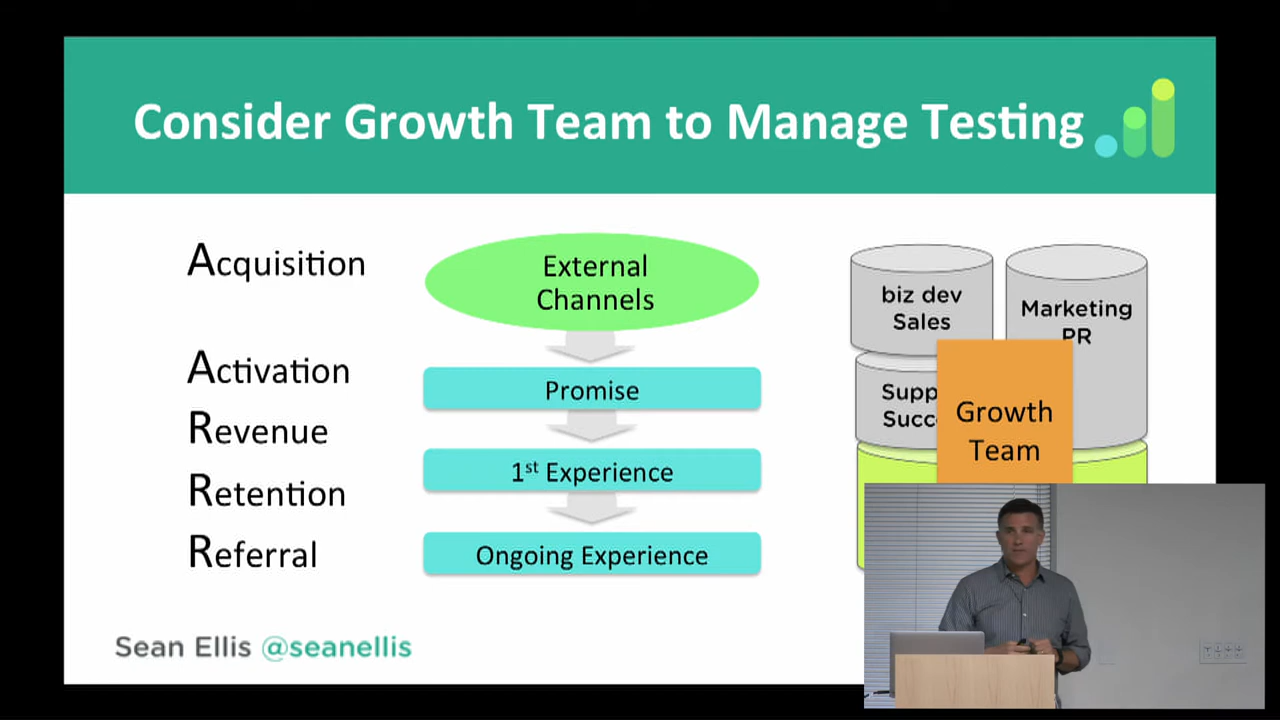 Consider Growth Team to Manage Testing
Acquisition
External
Channels
Activation
Promise
Revenue
1st Experience
Retention
Ongoing Experience
Referral
biz dev
Sales
Marketing
PR
Growth
Team
Sean Ellis @seanellis